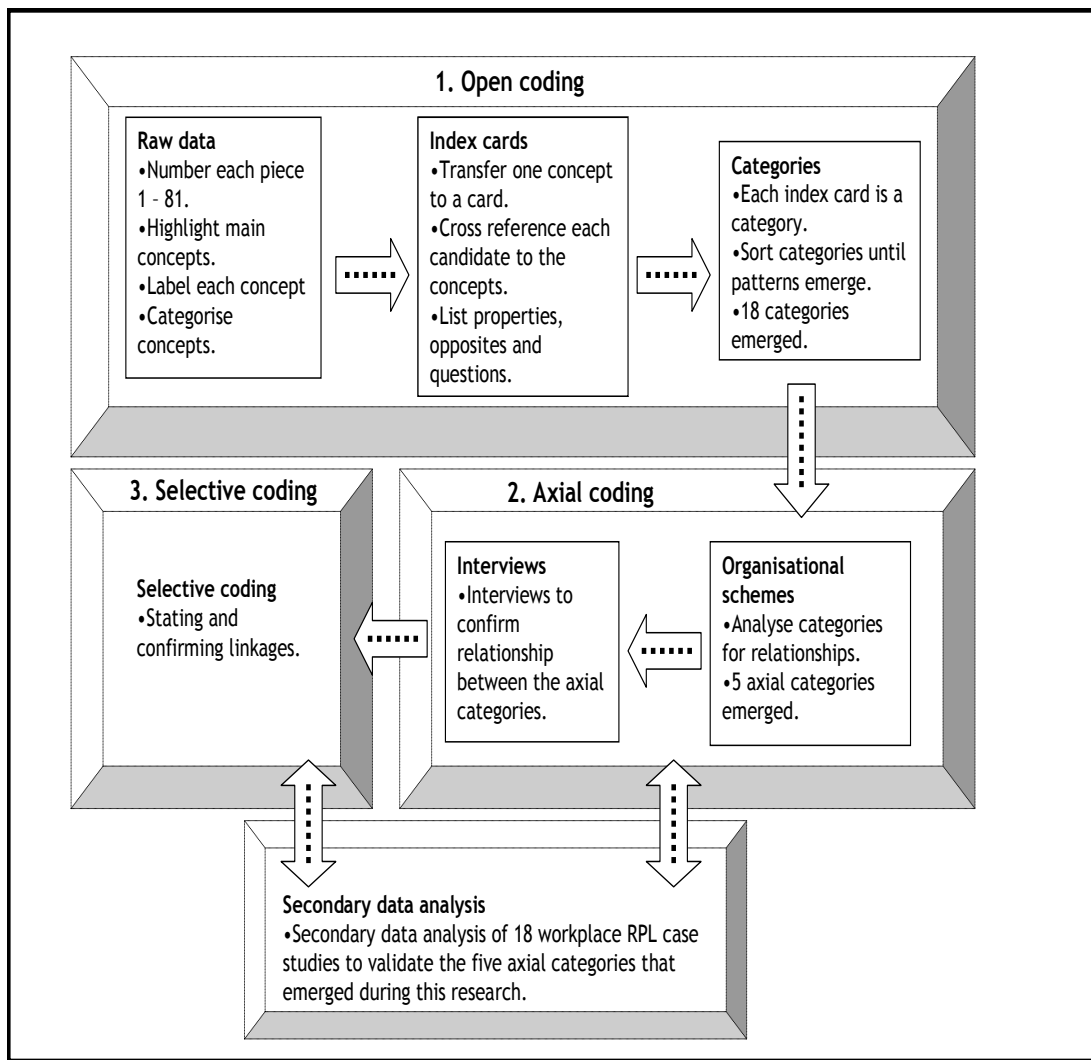 1. Open coding
Raw data
•Number each piece
1 – 81.
•Highlight main
concepts.
•Label each concept
•Categorise
concepts.
Index cards
•Transfer one concept
to a card.
•Cross reference each
candidate to the
concepts.
•List properties,
opposites and
questions.
Categories
•Each index card is a
category.
•Sort categories until
patterns emerge.
•18 categories
emerged.
3. Selective coding
Selective coding
•Stating and
confirming linkages.
2. Axial coding
Interviews
•Interviews to
confirm
relationship
between the axial
categories.
Organisational
schemes
•Analyse categories
for relationships.
•5 axial categories
emerged.
Secondary data analysis
•Secondary data analysis of 18 workplace RPL case
studies to validate the five axial categories that
emerged during this research.